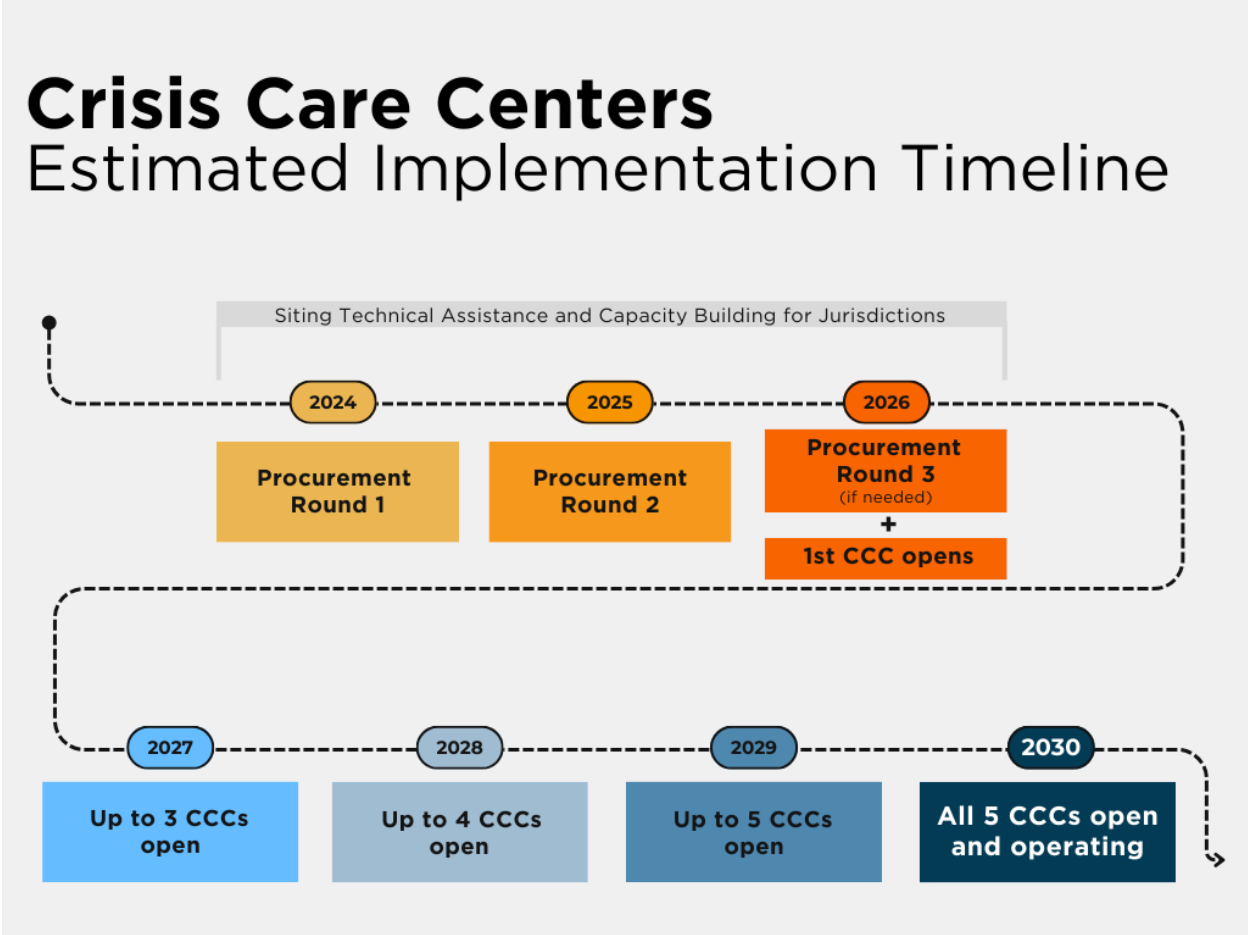 Crisis Care Centers
Estimated Implementation Timeline
Siting Technical Assistance and Capacity Building for Jurisdictions
2024
2025
2026
Procurement
Round 1
Procurement
Round 2
Procurement
Round 3
(if needed)
+
1st CCC opens
2027
2028
2029
2030
Up to 3 CCCs
open
Up to 4 CCCs
open
Up to 5 CCCs
open
All 5 CCCs open
and operating